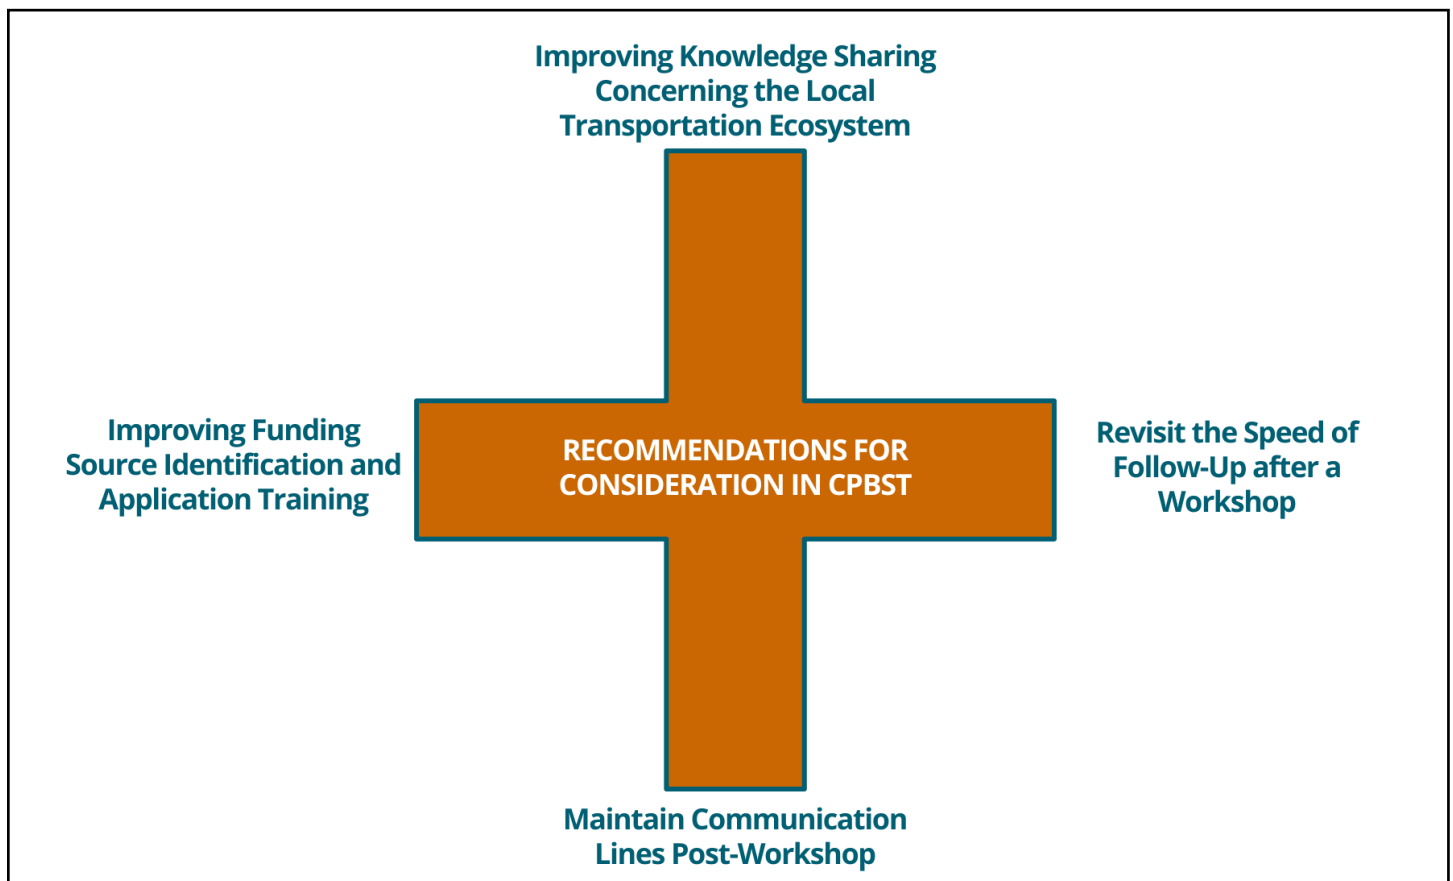 Improving Knowledge Sharing
Concerning the Local
Transportation Ecosystem
Improving Funding
Source Identification and
Application Training
RECOMMENDATIONS FOR
CONSIDERATION IN CPBST
Revisit the Speed of
Follow-Up after a
Workshop
Maintain Communication
Lines Post-Workshop